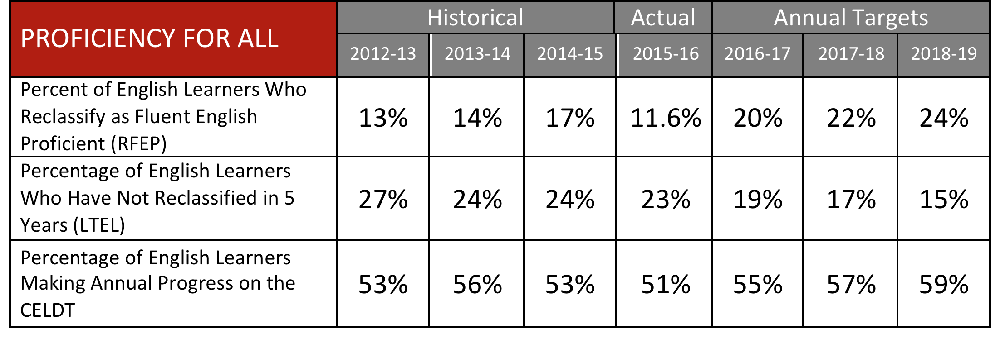 PROFICIENCY FOR ALL
Historical Actual Annual Targets
2012-13 2013-14 2014-15 2015-16 2016-17 2017-18 2018-19
Percent of English Learners Who
Reclassify as Fluent English
Proficient (RFEP)
13% 14% 17% 11.6% 20% 22% 24%
Percentage of English Learners
Who Have Not Reclassified in 5
Years (LTEL)
27% 24% 24% 23% 19% 17% 15%
Percentage of English Learners
Making Annual Progress on the
CELDT
53% 56% 53% 51% 55% 57% 59%